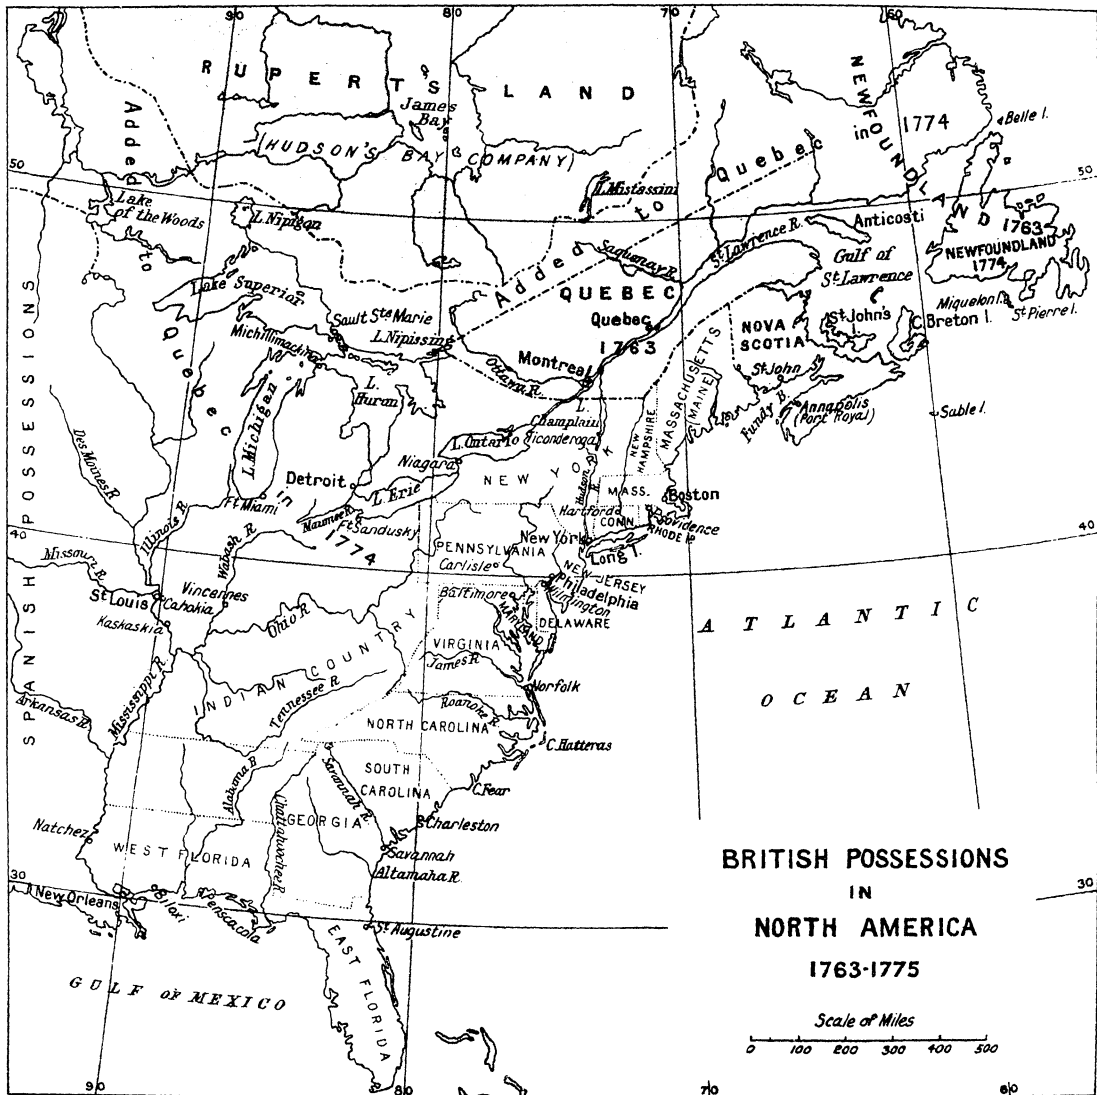 90
80
70
60
RUPERT'S LAND
James
Bay
(HUDSON'S BAY COMPANY)
Added to Quebec in 1774
Added to Quebec in 1774
NEWFOUNDLAND 1763-
Belle I.
50
50
Lake
of the Woods
L. Nipigon
L. Mistassini
Saguenay R.
St. Lawrence R.
Anticosti
NEWFOUNDLAND
1774
Gulf of
St. Lawrence
Lake Superior
QUEBEC
Quebec
1763
Miquelon I.
St Pierre I.
St John's
I.
C. Breton I.
NOVA
SCOTIA
Sault Ste Marie
L. Nipissing
Michillimackinac
Montreal
Ottawa R.
St John
MASSACHUSETTS
(MAINE)
Fundy B.
Annapolis
(Port Royal)
Sable I.
L. Michigan
L.
Huron
L.
Champlain
Ticonderoga
NEW
HAMPSHIRE
L. Ontario
Niagara
NEW YORK
Des Moines R.
Detroit
L. Erie
Hudson R.
MASS.
Boston
Hartford
CONN.
Providence
RHODE I.
Ft Miami
Maumee R.
Ft Sandusky
Illinois R.
Wabash R.
40
40
New York
Long I.
PENNSYLVANIA
Carlisle
NEW JERSEY
Philadelphia
Wilmington
Missouri R.
St Louis
Vincennes
Cahokia
Kaskaskia
Baltimore
MARYLAND
DELAWARE
Ohio R.
INDIAN COUNTRY
VIRGINIA
James R.
Norfolk
SPANISH POSSESSIONS
ATLANTIC
OCEAN
Arkansas R.
Mississippi R.
Tennessee R.
Roanoke R.
NORTH CAROLINA
C. Hatteras
SOUTH
CAROLINA
C. Fear
Alabama R.
Savannah R.
Chattahoochee R.
GEORGIA
Charleston
Natchez
WEST FLORIDA
Savannah
Altamaha R.
30
30
New Orleans
Biloxi
Penscacola
St Augustine
EAST FLORIDA
GULF OF MEXICO
BRITISH POSSESSIONS
IN
NORTH AMERICA
1763-1775
Scale of Miles
0 100 200 300 400 500
90
80
70
60